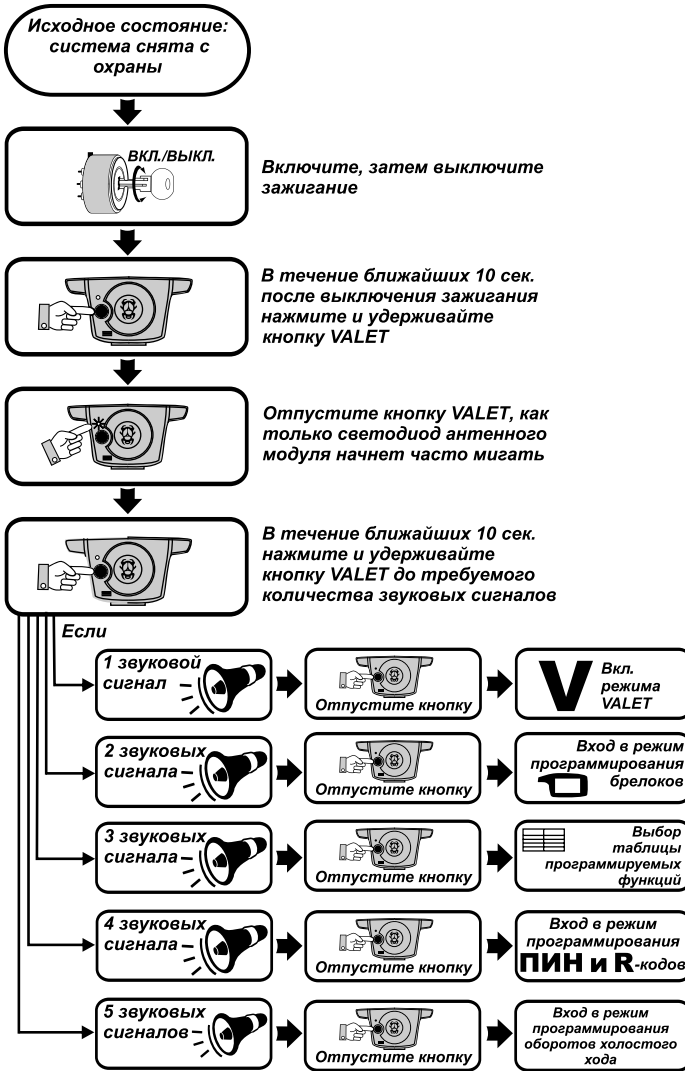 Исходное состояние:
система снята с
охраны
ВКЛ./ВЫКЛ.
Включите, затем выключите
зажигание
В течение ближайших 10 сек.
после выключения зажигания
нажмите и удерживайте
кнопку VALET
Отпустите кнопку VALET, как
только светодиод антенного
модуля начнет часто мигать
В течение ближайших 10 сек.
нажмите и удерживайте
кнопку VALET до требуемого
количества звуковых сигналов
Если
1 звуковой
сигнал
Отпустите кнопку
V
Вкл.
режима
VALET
2 звуковых
сигнала
Отпустите кнопку
Вход в режим
программирования
брелоков
3 звуковых
сигнала
Отпустите кнопку
Выбор
таблицы
программируемых
функций
4 звуковых
сигнала
Отпустите кнопку
Вход в режим
программирования
ПИН и R-кодов
5 звуковых
сигналов
Отпустите кнопку
Вход в режим
программирования
оборотов холостого
хода